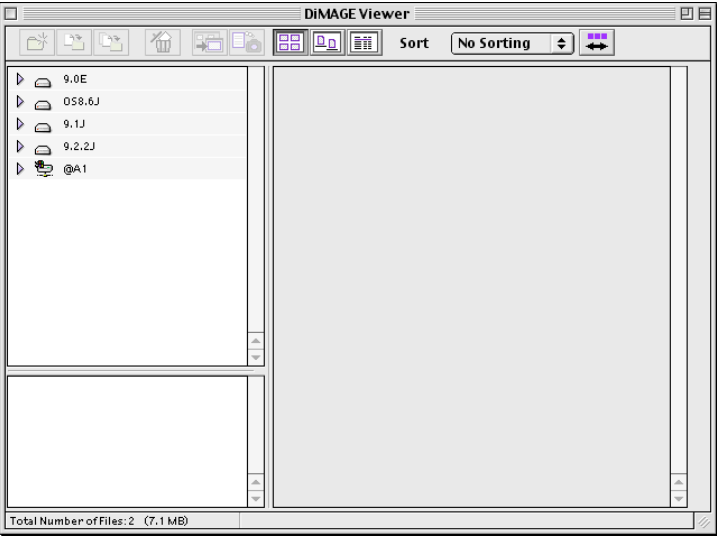 DiMAGE Viewer
Sort No Sorting
9.0E
OS8.6J
9.1J
9.2.2J
@A1
Total Number of Files: 2 (7.1 MB)